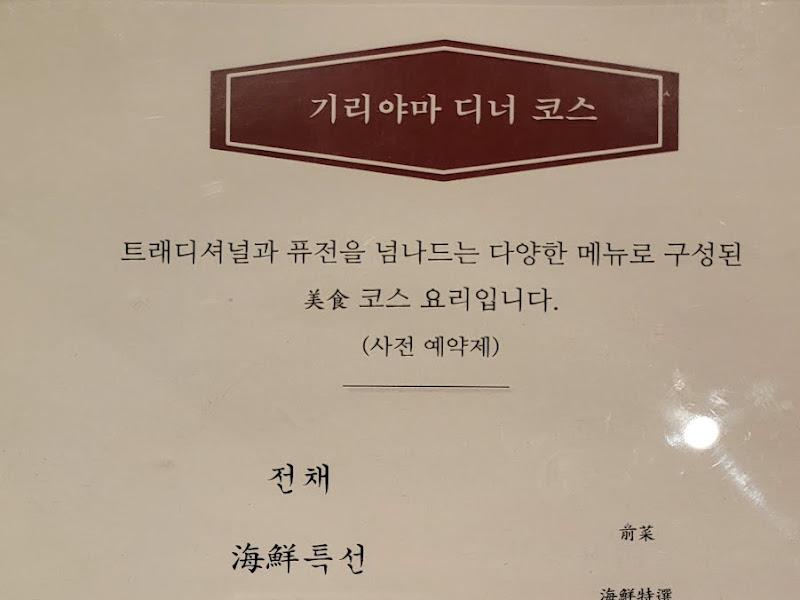 기리야마 디너 코스
트래디셔널과 퓨전을 넘나드는 다양한 메뉴로 구성된
美食 코스 요리입니다.
(사전 예약제)
전채
前菜
海鮮특선
海鮮特選